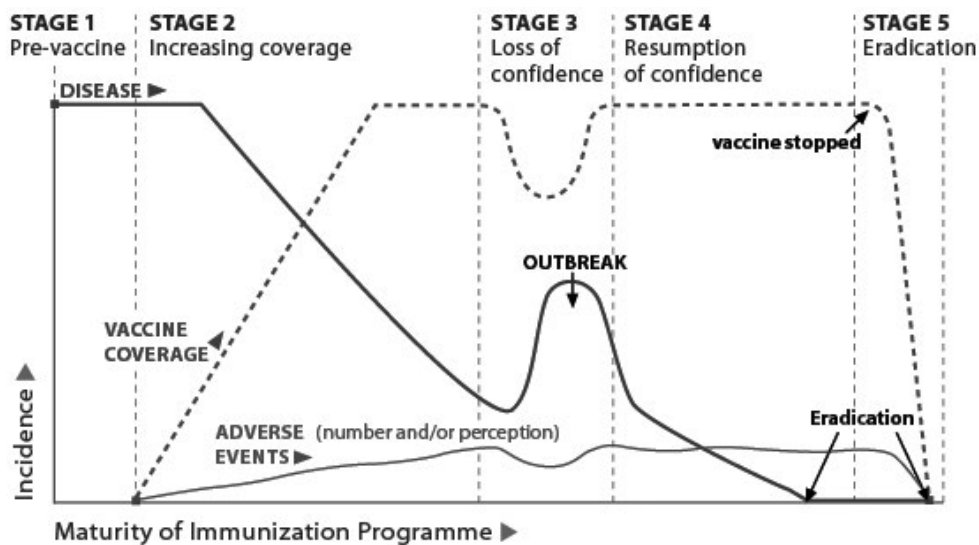 STAGE 1
Pre-vaccine
STAGE 2
Increasing coverage
STAGE 3
Loss of
confidence
STAGE 4
Resumption
of confidence
STAGE 5
Eradication
DISEASE ►
vaccine stopped
OUTBREAK
VACCINE
COVERAGE
Eradication
ADVERSE (number and/or perception)
EVENTS ►
Incidence ►
Maturity of Immunization Programme ►